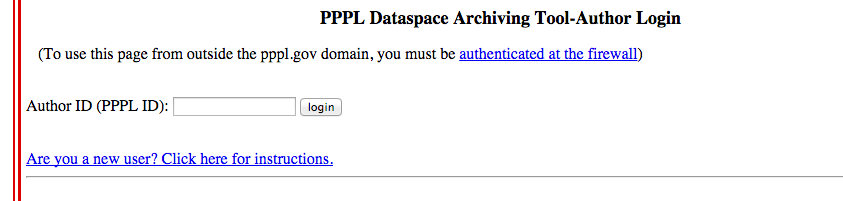 PPPL Dataspace Archiving Tool-Author Login
(To use this page from outside the pppl.gov domain, you must be authenticated at the firewall)
Author ID (PPPL ID): login
Are you a new user? Click here for instructions.